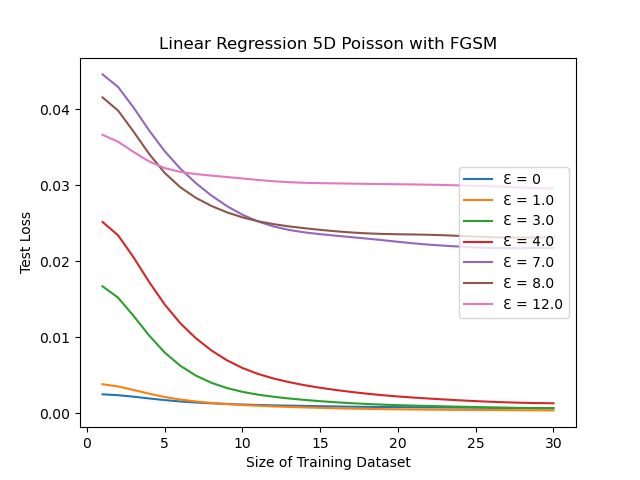 Linear Regression 5D Poisson with FGSM
Test Loss
0.04
0.03
0.02
0.01
0.00
0
5
10
15
20
25
30
Size of Training Dataset
Ɛ = 0
Ɛ = 1.0
Ɛ = 3.0
Ɛ = 4.0
Ɛ = 7.0
Ɛ = 8.0
Ɛ = 12.0